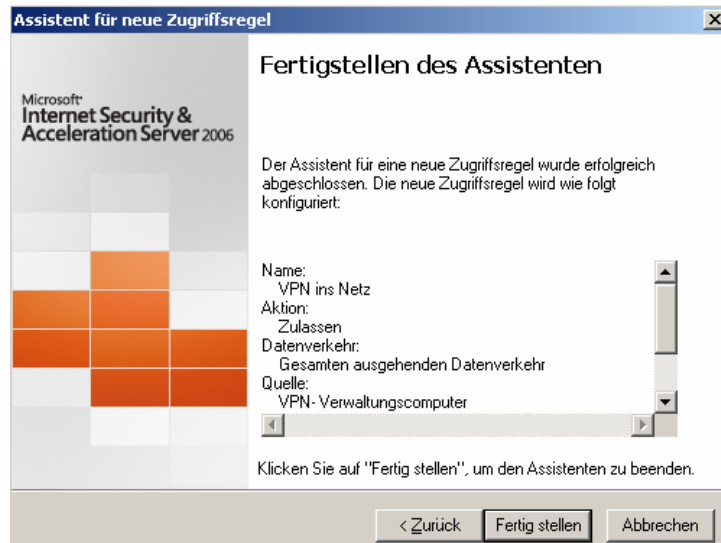 Assistent für neue Zugriffsregel
Microsoft
Internet Security &
Acceleration Server 2006
Fertigstellen des Assistenten
Der Assistent für eine neue Zugriffsregel wurde erfolgreich
abgeschlossen. Die neue Zugriffsregel wird wie folgt
konfiguriert:
Name:
VPN ins Netz
Aktion:
Zulassen
Datenverkehr:
Gesamten ausgehenden Datenverkehr
Quelle:
VPN- Verwaltungscomputer
Klicken Sie auf "Fertig stellen", um den Assistenten zu beenden.
< Zurück Fertig stellen Abbrechen